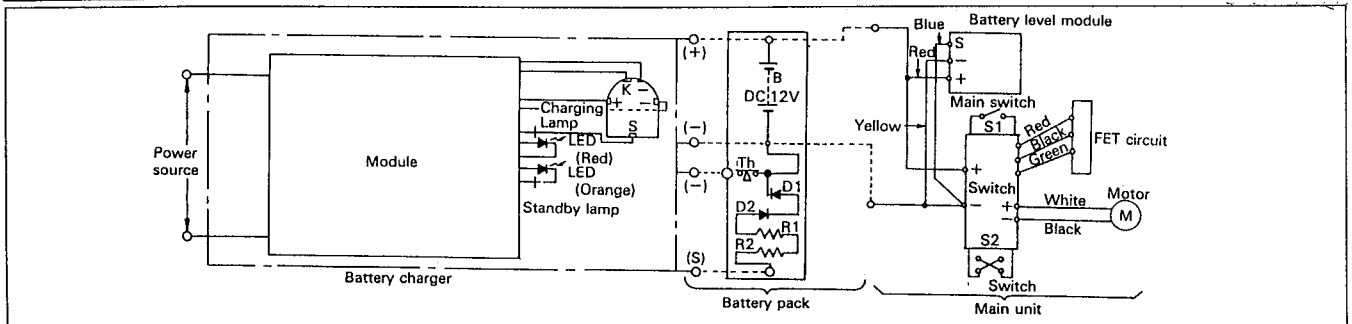 Power
source
Module
K
−
+
−
S
Charging
Lamp
LED
(Red)
LED
(Orange)
Standby lamp
Battery charger
(+)
(−)
(−)
(S)
B
DC 12V
Th
D1
D2
R1
R2
Battery pack
Blue
Red
Yellow
Battery level module
S
−
+
Main switch
S1
Red
Black
Green
FET circuit
+
Switch
−
+
−
White
Black
Motor
M
S2
Switch
Main unit